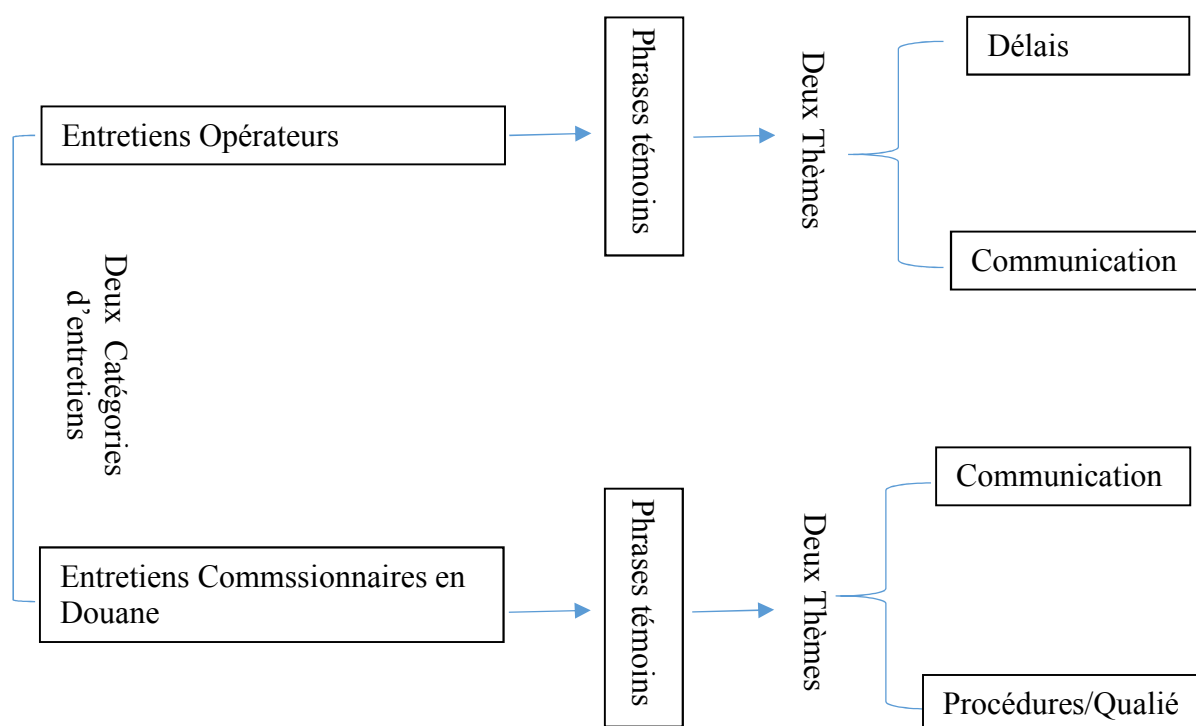 Entretiens Opérateurs
Phrases témoins
Deux Thèmes
Délais
Communication
Deux Catégories
d’entretiens
Entretiens Commssionnaires en
Douane
Phrases témoins
Deux Thèmes
Communication
Procédures/Qualié